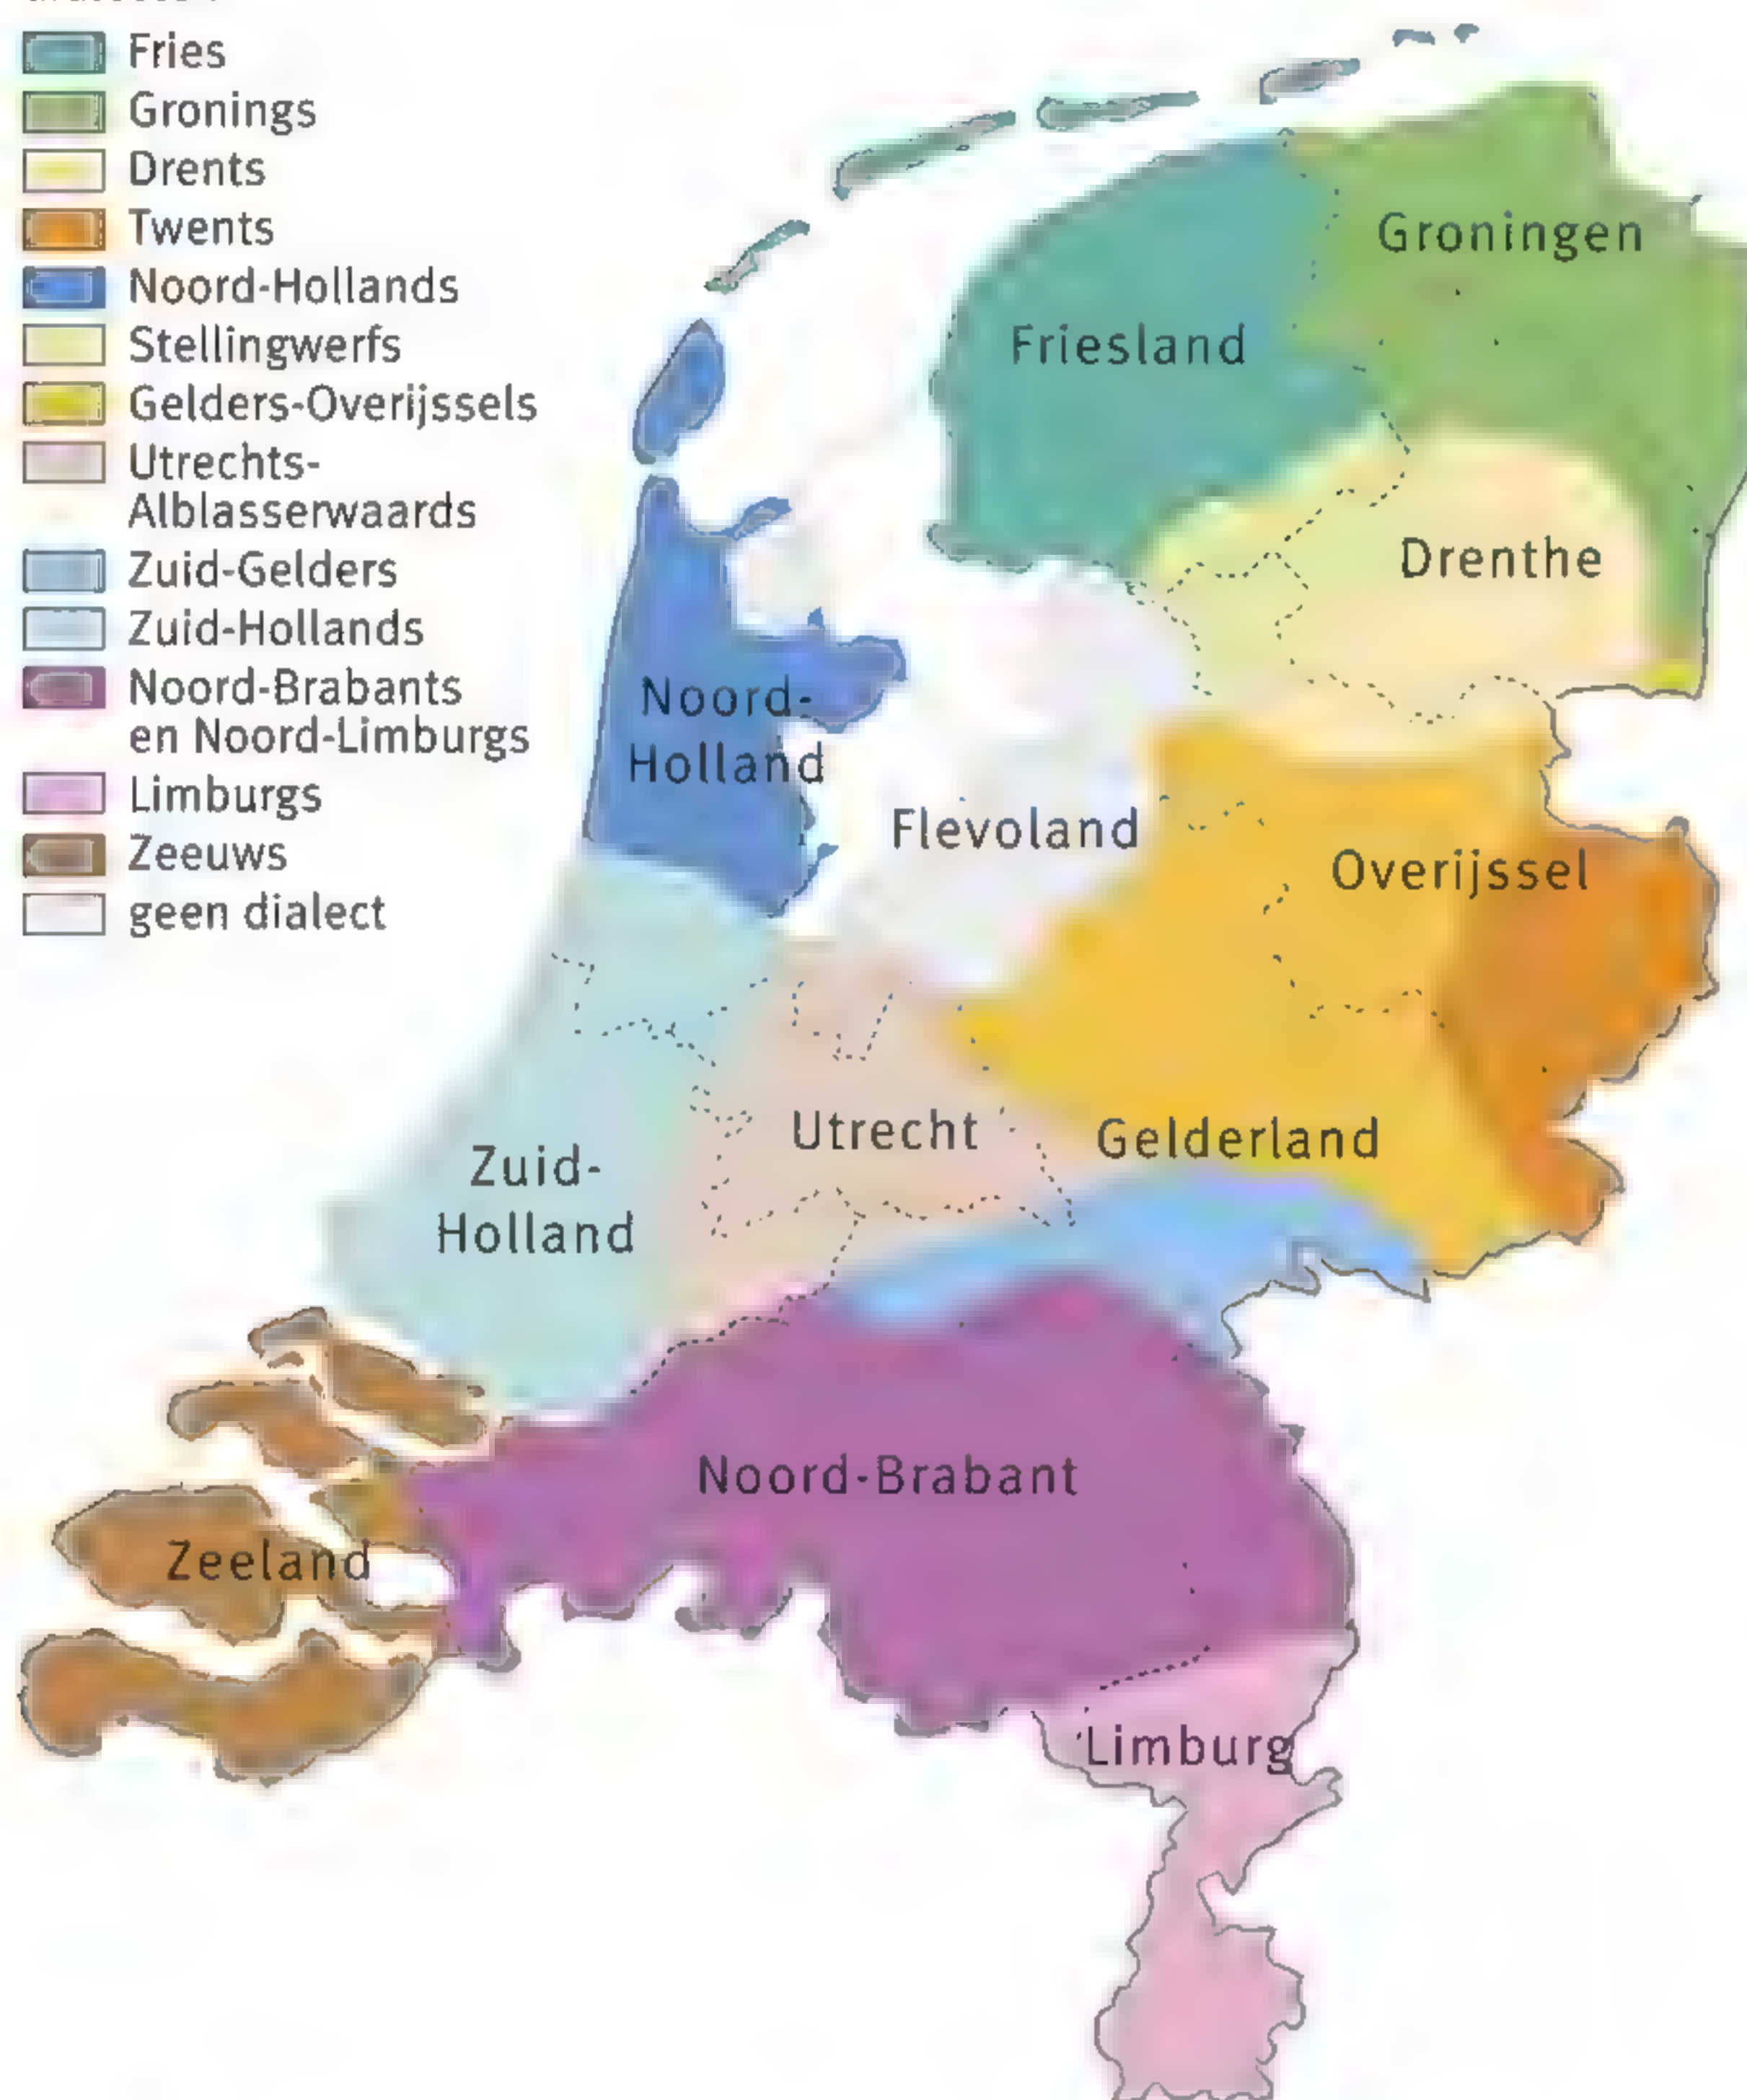 Fries
Gronings
Drents
Twents
Noord-Hollands
Stellingwerfs
Gelders-Overijssels
Utrechts-
Alblasserwaards
Zuid-Gelders
Zuid-Hollands
Noord-Brabants
en Noord-Limburgs
Limburgs
Zeeuws
geen dialect
Groningen
Friesland
Drenthe
Noord-
Holland
Flevoland
Overijssel
Utrecht
Gelderland
Zuid-
Holland
Noord-Brabant
Zeeland
Limburg